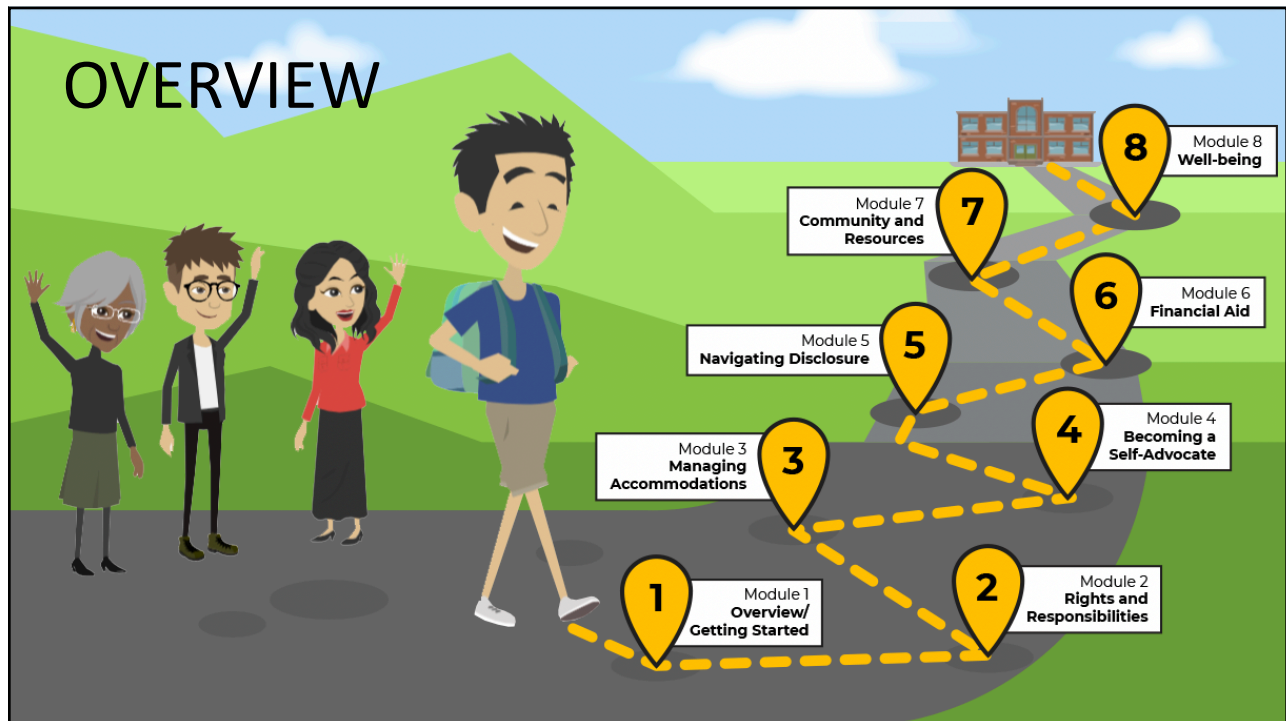 OVERVIEW
8
Module 8
Well-being
7
Module 7
Community and
Resources
6
Module 6
Financial Aid
5
Module 5
Navigating Disclosure
4
Module 4
Becoming a
Self-Advocate
3
Module 3
Managing
Accommodations
2
Module 2
Rights and
Responsibilities
1
Module 1
Overview/
Getting Started